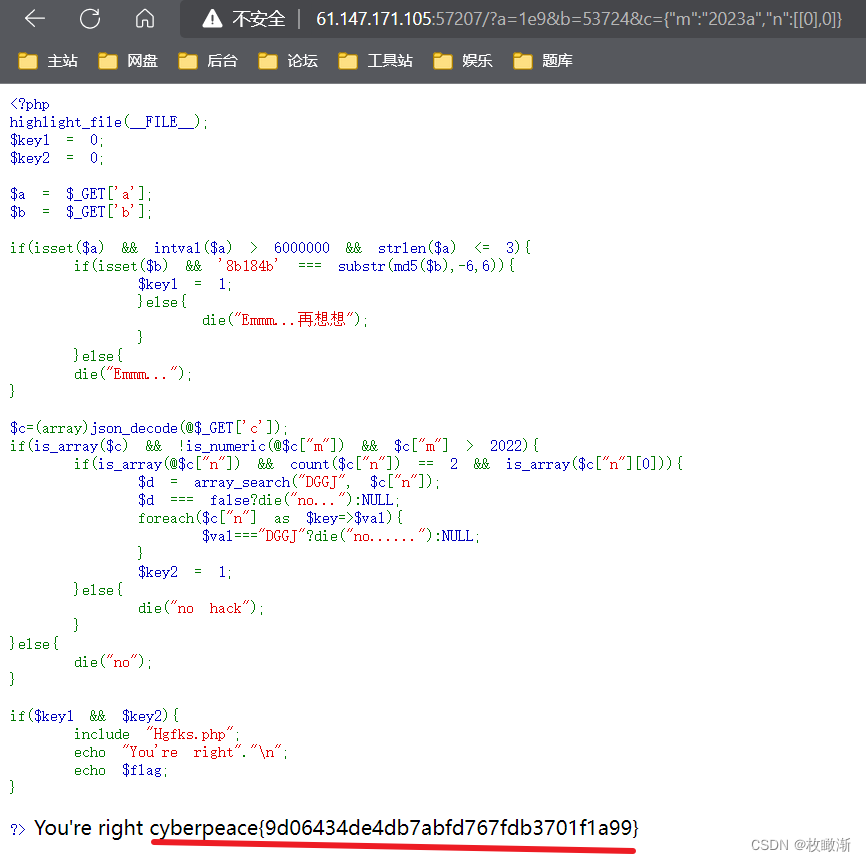 不安全 | 61.147.171.105:57207/?a=1e9&b=53724&c={"m":"2023a","n":[[0],0]}
主站 网盘 后台 论坛 工具站 娱乐 题库
<?php
highlight_file(__FILE__);
$key1 = 0;
$key2 = 0;
$a = $_GET['a'];
$b = $_GET['b'];
if(isset($a) && intval($a) > 6000000 && strlen($a) <= 3){
if(isset($b) && '8b184b' === substr(md5($b),-6,6)){
$key1 = 1;
}else{
die("Emmm...再想想");
}
}else{
die("Emmm...");
}
$c=(array)json_decode(@$_GET['c']);
if(is_array($c) && !is_numeric(@$c["m"]) && $c["m"] > 2022){
if(is_array(@$c["n"]) && count($c["n"]) == 2 && is_array($c["n"][0])){
$d = array_search("DGGJ", $c["n"]);
$d === false?die("no..."):NULL;
foreach($c["n"] as $key=>$val){
$val==="DGGJ"?die("no......"):NULL;
}
$key2 = 1;
}else{
die("no hack");
}
}else{
die("no");
}
if($key1 && $key2){
include "Hgfks.php";
echo "You're right"."\n";
echo $flag;
}
?> You're right cyberpeace{9d06434de4db7abfd767fdb3701f1a99}
CSDN @枚瞰渐